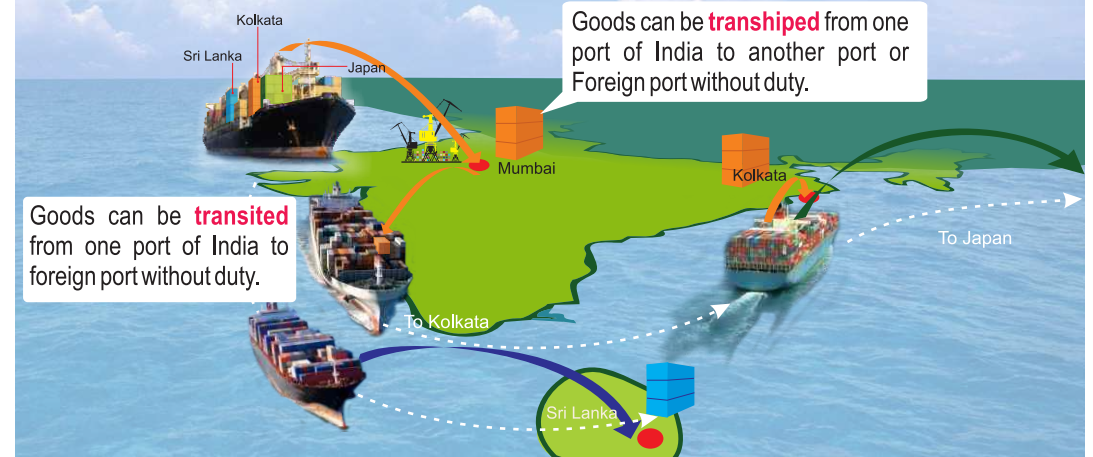 Kolkata
Sri Lanka
Japan
Goods can be transhiped from one
port of India to another port or
Foreign port without duty.
Mumbai
Kolkata
Goods can be transited
from one port of India to
foreign port without duty.
To Japan
To Kolkata
Sri Lanka